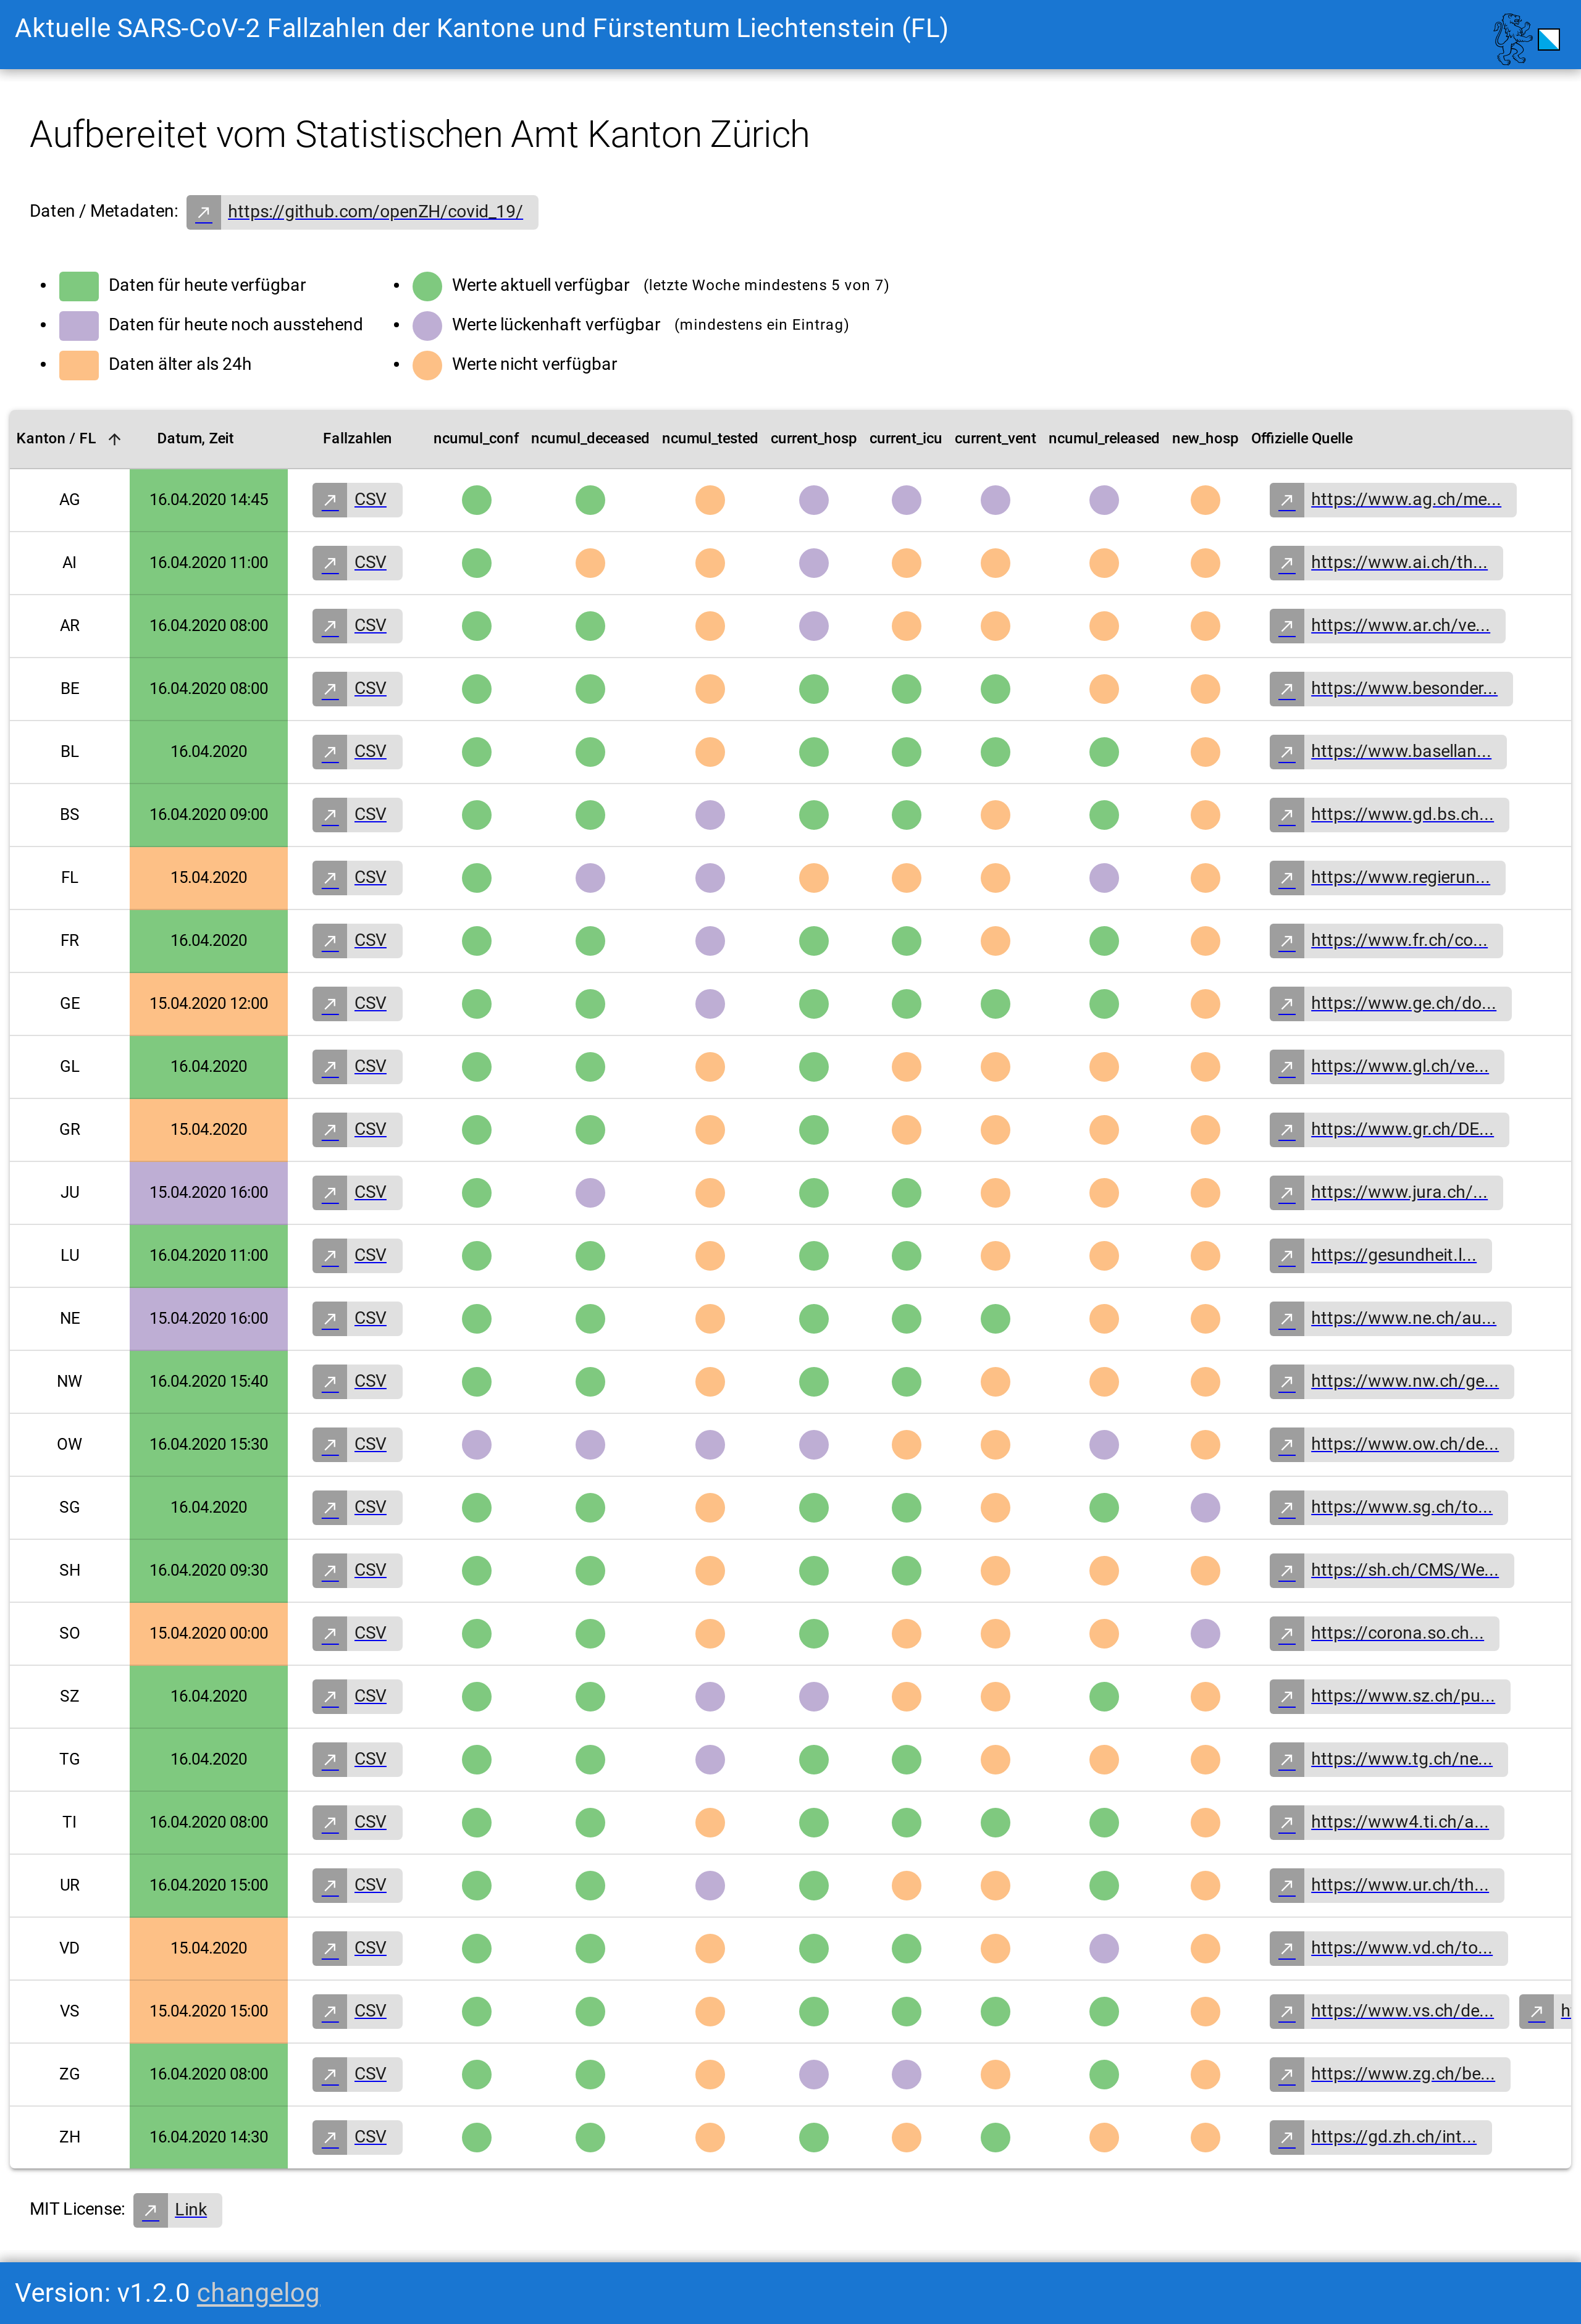 Aktuelle SARS-CoV-2 Fallzahlen der Kantone und Fürstentum Liechtenstein (FL)
Aufbereitet vom Statistischen Amt Kanton Zürich
Daten / Metadaten: https://github.com/openZH/covid_19/
Daten für heute verfügbar
Daten für heute noch ausstehend
Daten älter als 24h
Werte aktuell verfügbar (letzte Woche mindestens 5 von 7)
Werte lückenhaft verfügbar (mindestens ein Eintrag)
Werte nicht verfügbar
Kanton / FL Datum, Zeit Fallzahlen ncumul_conf ncumul_deceased ncumul_tested current_hosp current_icu current_vent ncumul_released new_hosp Offizielle Quelle
AG 16.04.2020 14:45 CSV https://www.ag.ch/me...
AI 16.04.2020 11:00 CSV https://www.ai.ch/th...
AR 16.04.2020 08:00 CSV https://www.ar.ch/ve...
BE 16.04.2020 08:00 CSV https://www.besonder...
BL 16.04.2020 CSV https://www.basellan...
BS 16.04.2020 09:00 CSV https://www.gd.bs.ch...
FL 15.04.2020 CSV https://www.regierun...
FR 16.04.2020 CSV https://www.fr.ch/co...
GE 15.04.2020 12:00 CSV https://www.ge.ch/do...
GL 16.04.2020 CSV https://www.gl.ch/ve...
GR 15.04.2020 CSV https://www.gr.ch/DE...
JU 15.04.2020 16:00 CSV https://www.jura.ch/...
LU 16.04.2020 11:00 CSV https://gesundheit.l...
NE 15.04.2020 16:00 CSV https://www.ne.ch/au...
NW 16.04.2020 15:40 CSV https://www.nw.ch/ge...
OW 16.04.2020 15:30 CSV https://www.ow.ch/de...
SG 16.04.2020 CSV https://www.sg.ch/to...
SH 16.04.2020 09:30 CSV https://sh.ch/CMS/We...
SO 15.04.2020 00:00 CSV https://corona.so.ch...
SZ 16.04.2020 CSV https://www.sz.ch/pu...
TG 16.04.2020 CSV https://www.tg.ch/ne...
TI 16.04.2020 08:00 CSV https://www4.ti.ch/a...
UR 16.04.2020 15:00 CSV https://www.ur.ch/th...
VD 15.04.2020 CSV https://www.vd.ch/to...
VS 15.04.2020 15:00 CSV https://www.vs.ch/de... h
ZG 16.04.2020 08:00 CSV https://www.zg.ch/be...
ZH 16.04.2020 14:30 CSV https://gd.zh.ch/int...
MIT License: Link
Version: v1.2.0 changelog